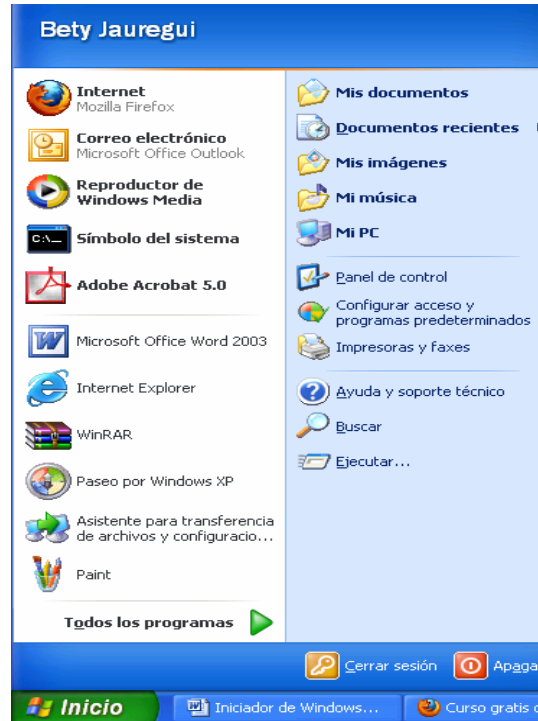 Bety Jauregui
Internet
Mozilla Firefox
Correo electrónico
Microsoft Office Outlook
Reproductor de
Windows Media
C:\_
Símbolo del sistema
Adobe Acrobat 5.0
Microsoft Office Word 2003
Internet Explorer
WinRAR
Paseo por Windows XP
Asistente para transferencia
de archivos y configuracio...
Paint
Todos los programas
Mis documentos
Documentos recientes
Mis imágenes
Mi música
Mi PC
Panel de control
Configurar acceso y
programas predeterminados
Impresoras y faxes
Ayuda y soporte técnico
Buscar
Ejecutar...
Cerrar sesión
Apaga
Inicio
Iniciador de Windows...
Curso gratis